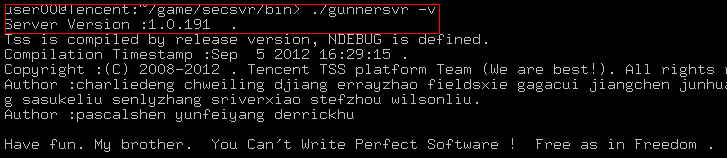 user00@Tencent:~/game/secsvr/bin> ./gunnersvr -v
Server Version :1.0.191  .
Tss is compiled by release version, NDEBUG is defined.
Compilation Timestamp :Sep  5 2012 16:29:15 .
Copyright :(C) 2008-2012 . Tencent TSS platform Team (We are best!). All rights
Author :charliedeng chweiling djiang errayzhao fieldsxie gagacui jiangchen junhua
g sasukeliu senlyzhang sriverxiao stefzhou wilsonliu.
Author :pascalshen yunfeiyang derrickhu
Have fun. My brother.  You Can't Write Perfect Software !  Free as in Freedom .